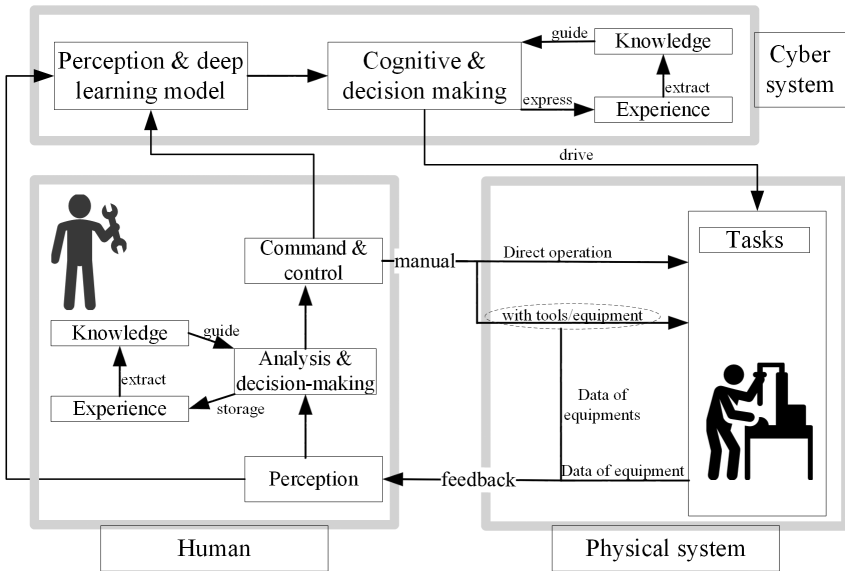 Perception & deep
learning model
Cognitive &
decision making
guide
Knowledge
extract
express
Experience
Cyber
system
drive
Command &
control
manual
Direct operation
Tasks
with tools/equipment
Knowledge
guide
Analysis &
decision-making
extract
Experience
storage
Data of
equipments
Perception
feedback
Data of equipment
Human
Physical system